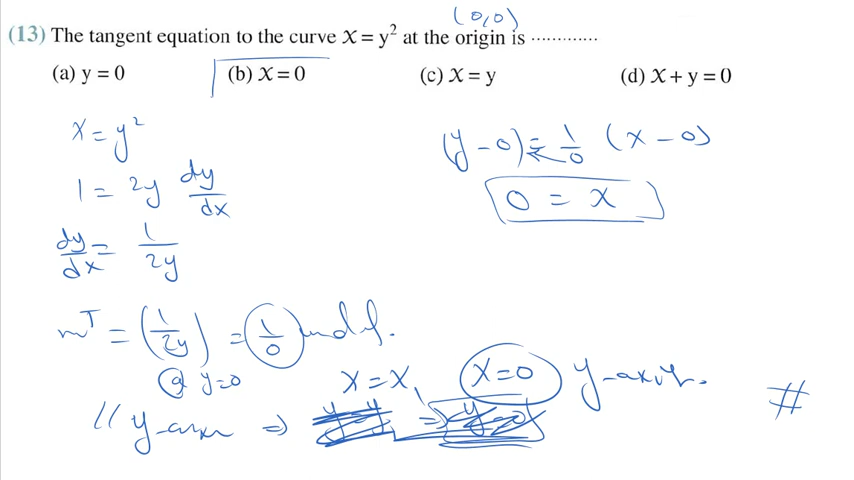 (0,0)
(13) The tangent equation to the curve X = y² at the origin is ·············
(a) y = 0 (b) X = 0 (c) X = y (d) X + y = 0
x = y²
1 = 2y dy/dx
dy/dx = 1/2y
mᵀ = (1/2y) = 1/0 undef.
@ y=0
// y-axis ⇒
x = x₁ x=0 y-axis.
#
(y - 0) = 1/0 (x - 0)
0 = x